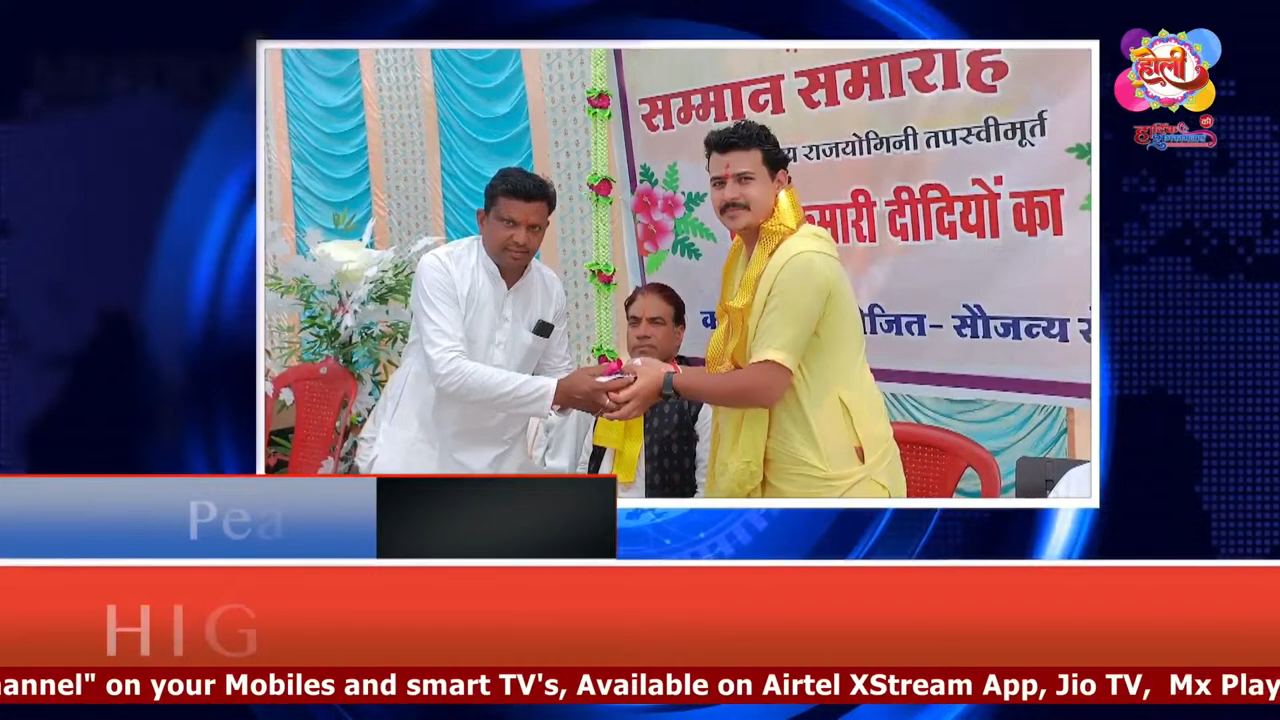 सम्मान समारोह
राजयोगिनी तपस्वीमूर्त
दीदियों का
सौजन्य
होली
की
हार्दिक
Pea
HIG
hannel" on your Mobiles and smart TV's, Available on Airtel XStream App, Jio TV, Mx Play